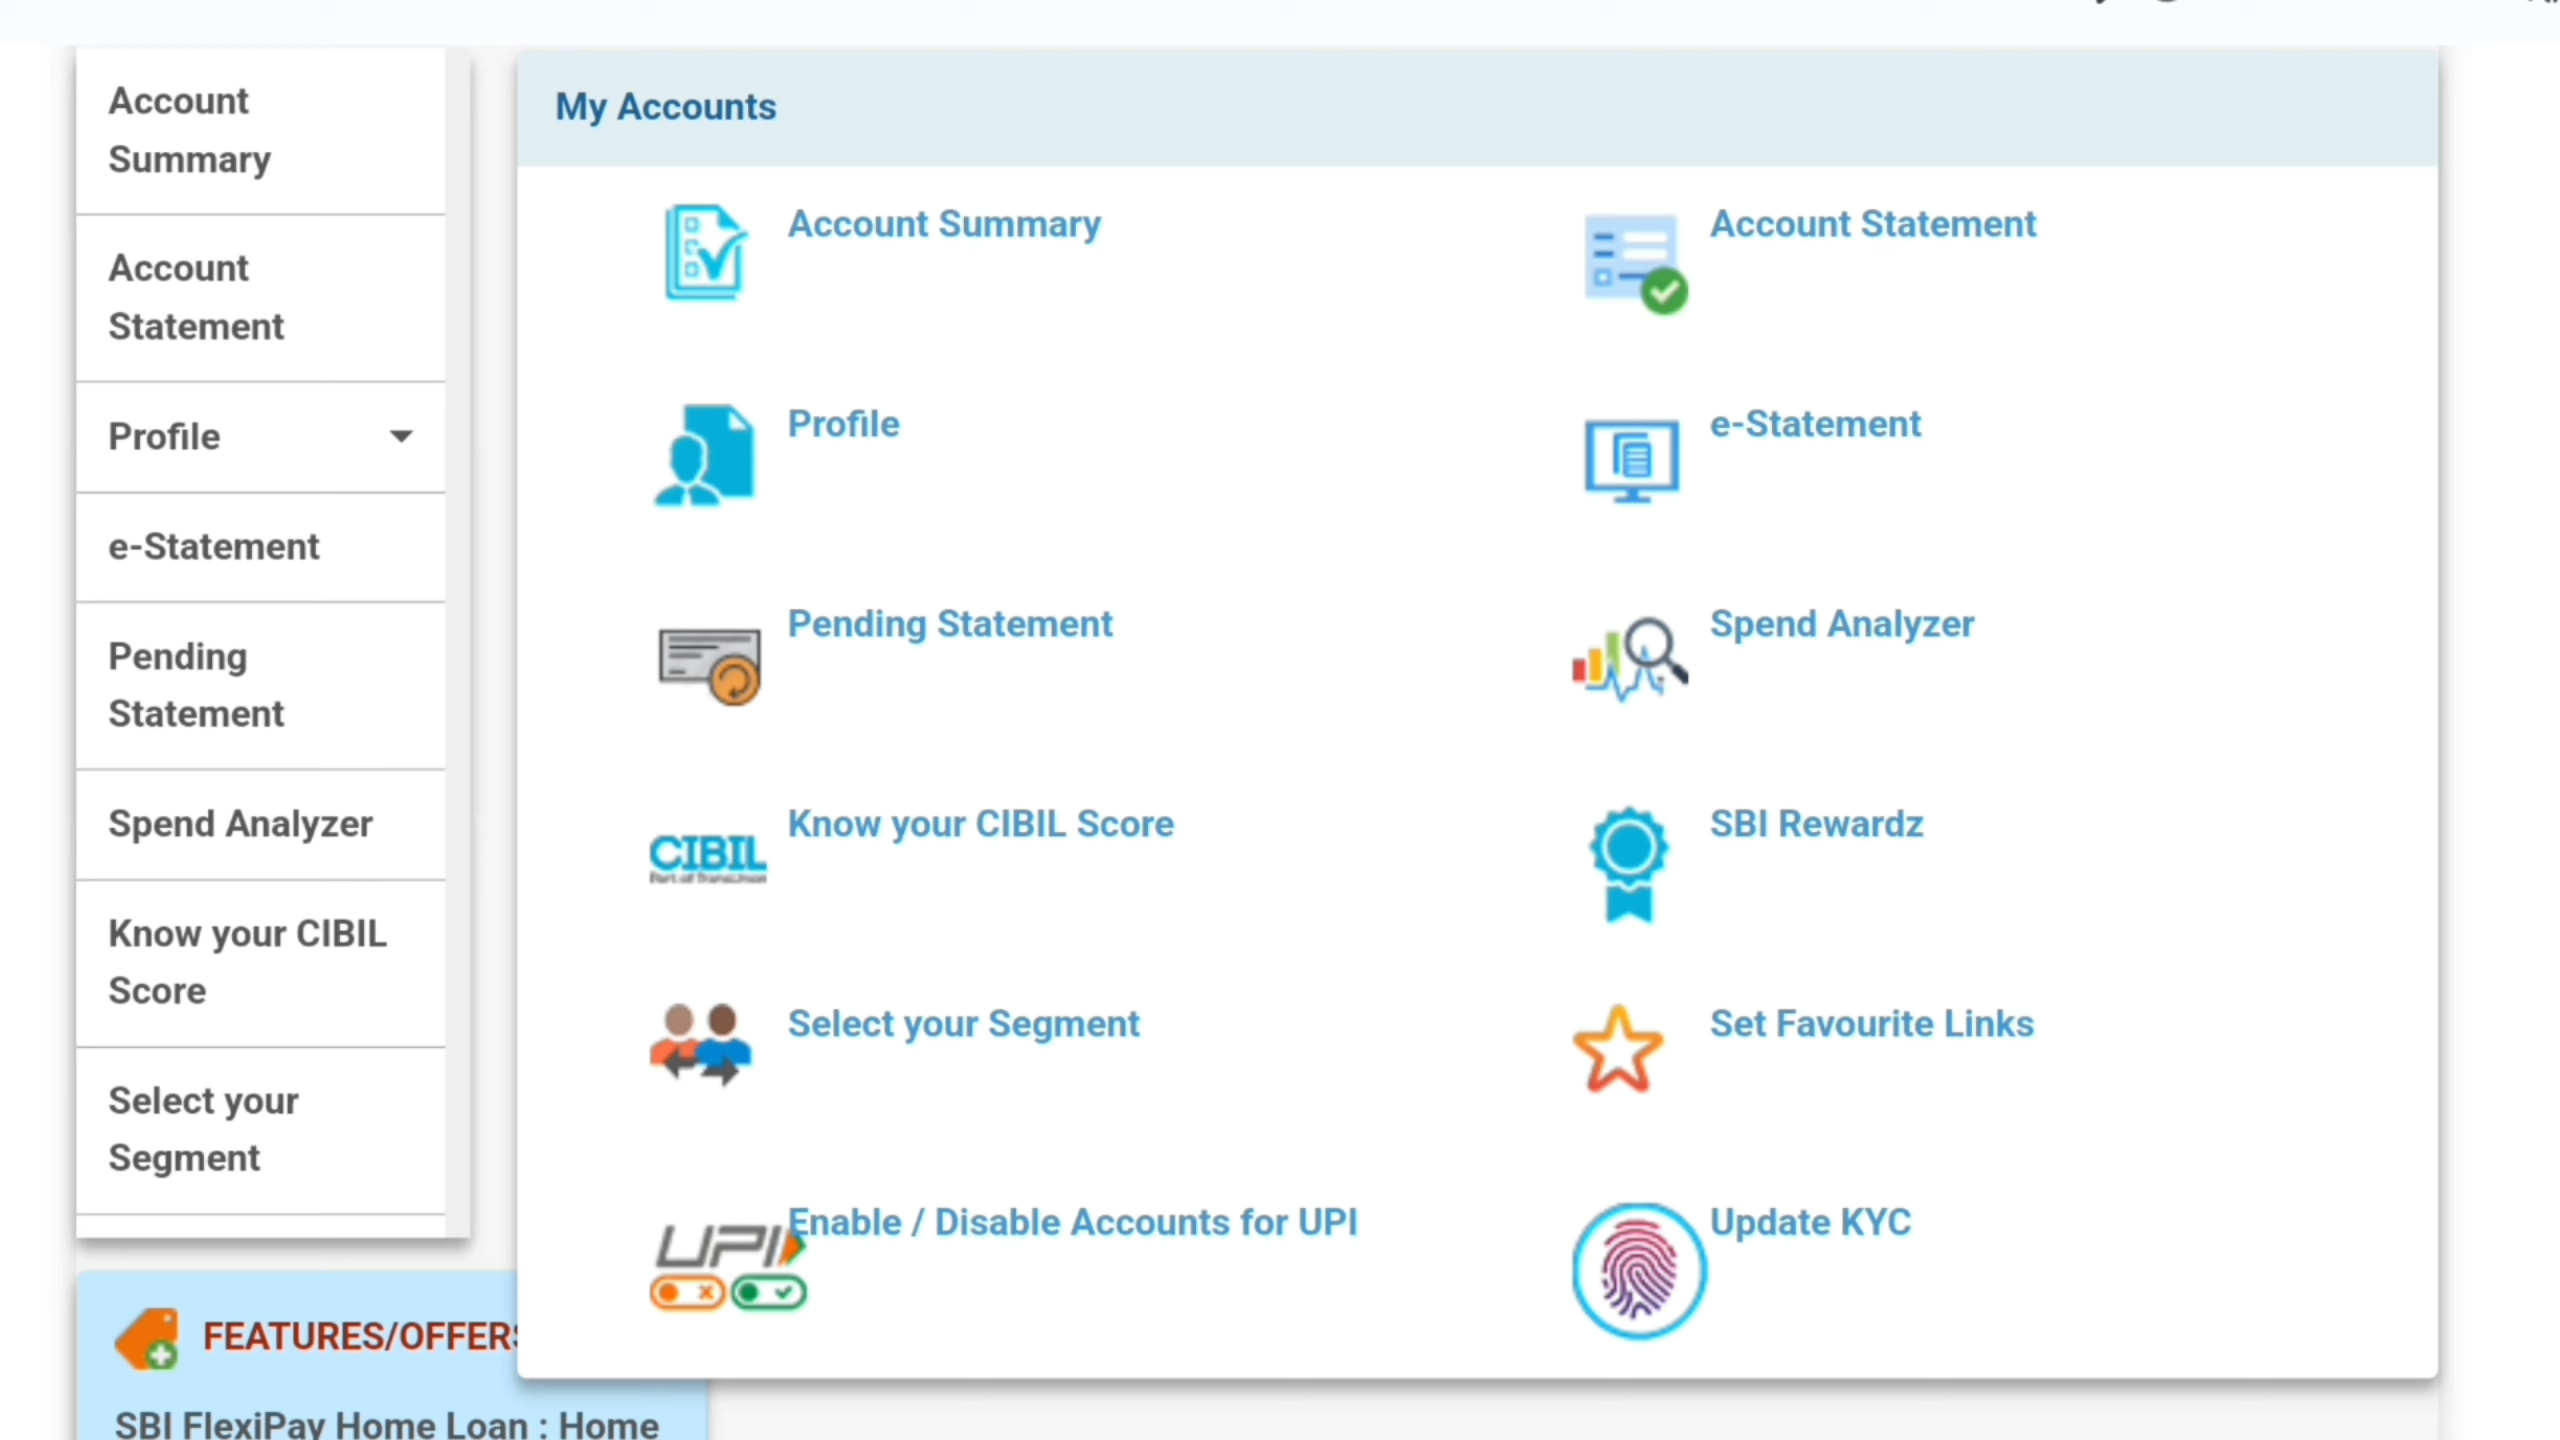 Account
Summary
Account
Statement
Profile
e-Statement
Pending
Statement
Spend Analyzer
Know your CIBIL
Score
Select your
Segment
My Accounts
Account Summary
Account Statement
Profile
e-Statement
Pending Statement
Spend Analyzer
CIBIL
Know your CIBIL Score
SBI Rewardz
Select your Segment
Set Favourite Links
UPI
Enable / Disable Accounts for UPI
Update KYC
FEATURES/OFFERS
SBI FlexiPay Home Loan : Home